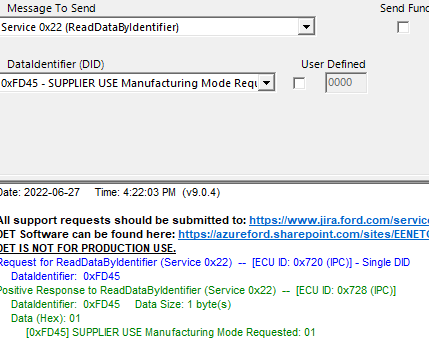 Message To Send
Send Func
Service 0x22 (ReadDataByIdentifier)
DataIdentifier (DID)
User Defined
0xFD45 - SUPPLIER USE Manufacturing Mode Requ
0000
Date: 2022-06-27 Time: 4:22:03 PM (v9.0.4)
All support requests should be submitted to: https://www.jira.ford.com/service
DET Software can be found here: https://azureford.sharepoint.com/sites/EENETC
DET IS NOT FOR PRODUCTION USE.
Request for ReadDataByIdentifier (Service 0x22) -- [ECU ID: 0x720 (IPC)] - Single DID
DataIdentifier: 0xFD45
Positive Response to ReadDataByIdentifier (Service 0x22) -- [ECU ID: 0x728 (IPC)]
DataIdentifier: 0xFD45 Data Size: 1 byte(s)
Data (Hex): 01
[0xFD45] SUPPLIER USE Manufacturing Mode Requested: 01